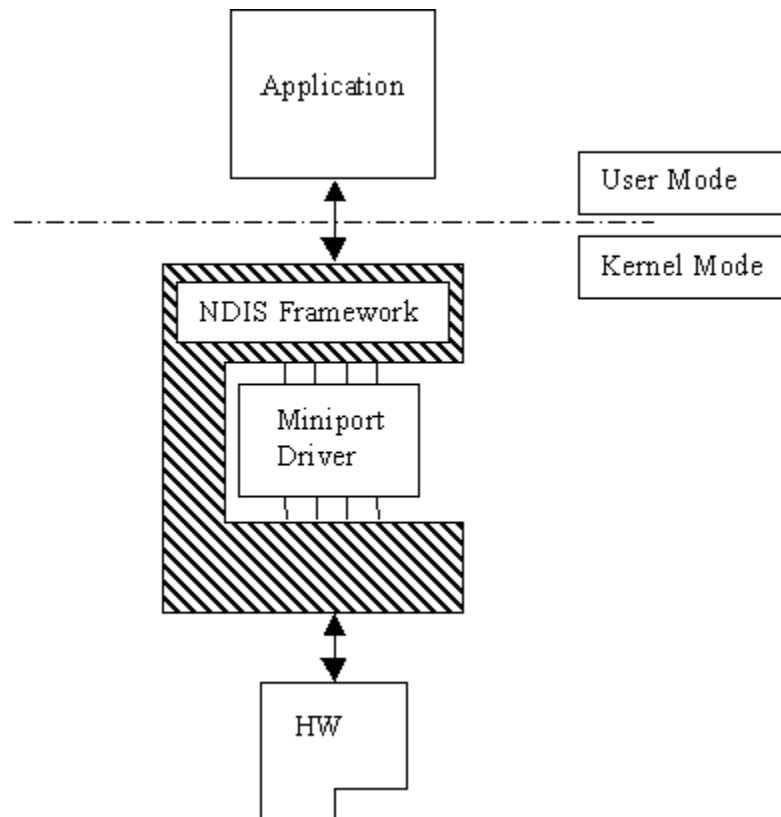 Application
User Mode
Kernel Mode
NDIS Framework
Miniport
Driver
HW